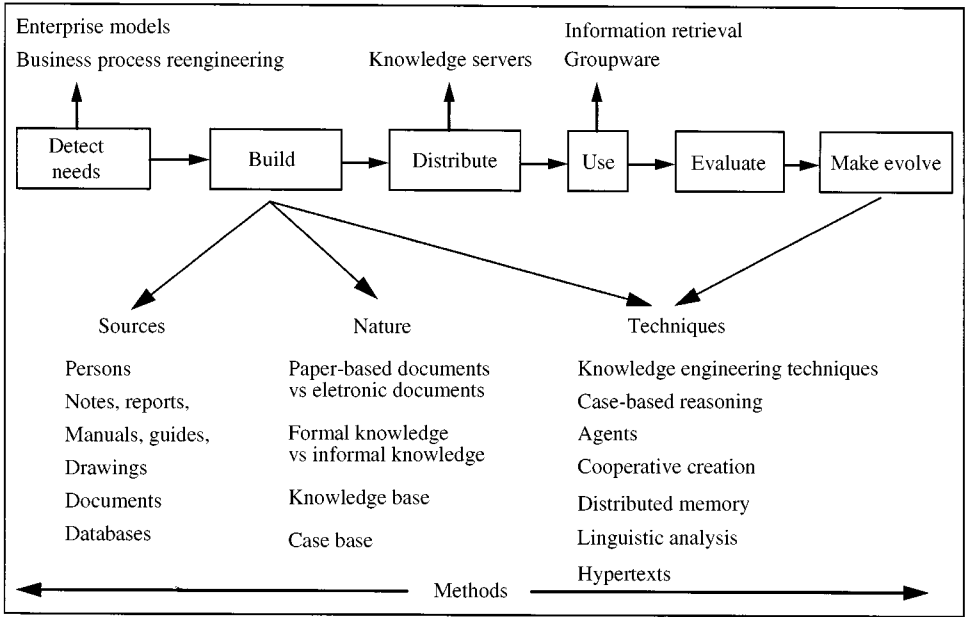 Enterprise models
Business process reengineering
Knowledge servers
Information retrieval
Groupware
Detect
needs
Build
Distribute
Use
Evaluate
Make evolve
Sources
Persons
Notes, reports,
Manuals, guides,
Drawings
Documents
Databases
Nature
Paper-based documents
vs eletronic documents
Formal knowledge
vs informal knowledge
Knowledge base
Case base
Techniques
Knowledge engineering techniques
Case-based reasoning
Agents
Cooperative creation
Distributed memory
Linguistic analysis
Hypertexts
Methods